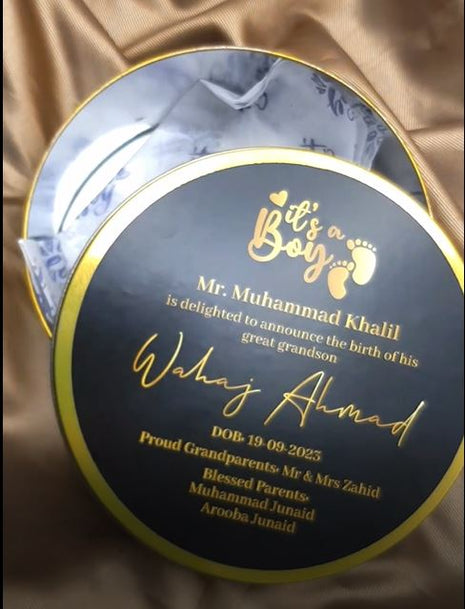 it's a
Boy
Mr. Muhammad Khalil
is delighted to announce the birth of his
great grandson
Wahaj Ahmad
DOB: 19-09-2023
Proud Grandparents: Mr & Mrs Zahid
Blessed Parents:
Muhammad Junaid
Arooba Junaid